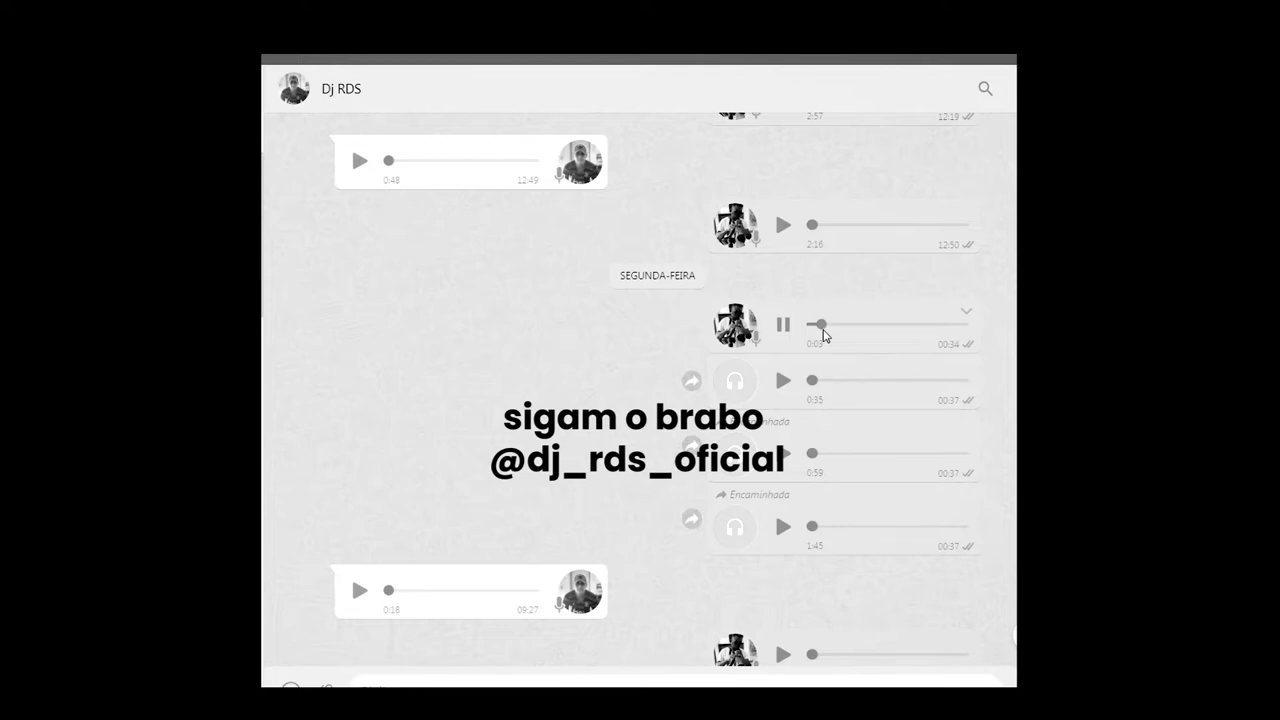 Dj RDS
2:57 12:19
0:48 12:49
2:16 12:50
SEGUNDA-FEIRA
0:03 00:34
0:35 00:37
sigam o brabo
@dj_rds_oficial
0:59 00:37
Encaminhada
1:45 00:37
0:18 09:27